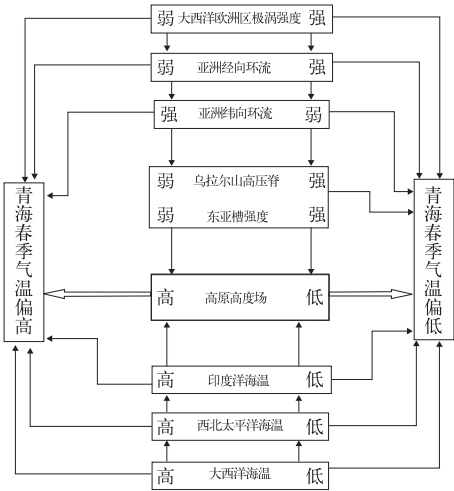 弱 大西洋欧洲区极涡强度 强
弱 亚洲经向环流 强
强 亚洲纬向环流 弱
弱 乌拉尔山高压脊 强
弱 东亚槽强度 强
青海春季气温偏高
青海春季气温偏低
高 高原高度场 低
高 印度洋海温 低
高 西北太平洋海温 低
高 大西洋海温 低